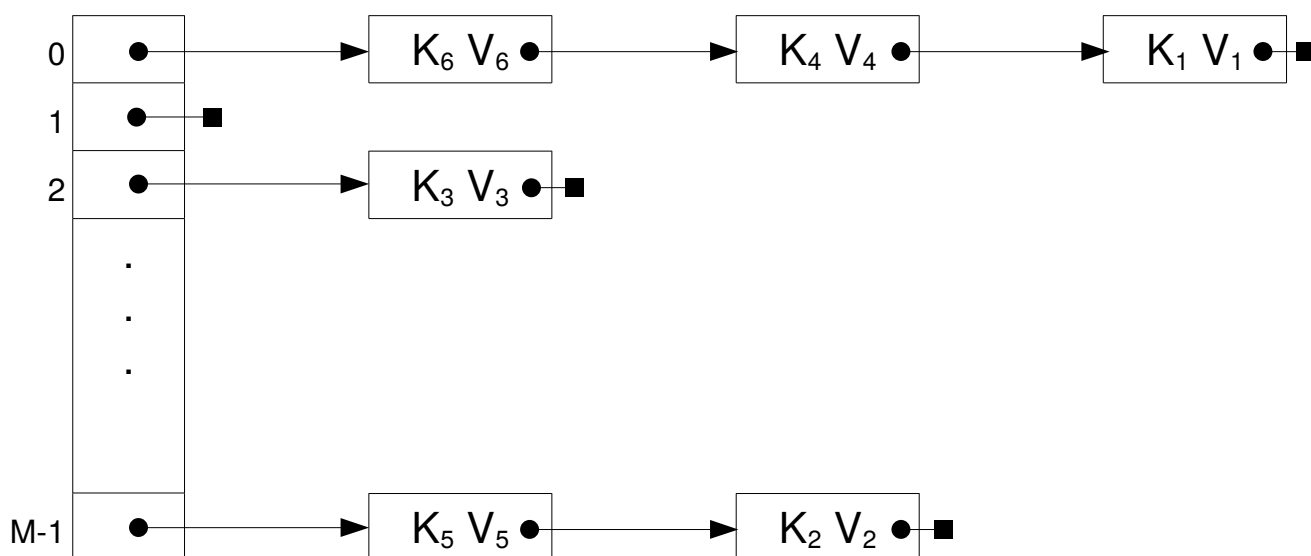 0 K₆ V₆ K₄ V₄ K₁ V₁
1
2 K₃ V₃
.
.
.
M-1 K₅ V₅ K₂ V₂